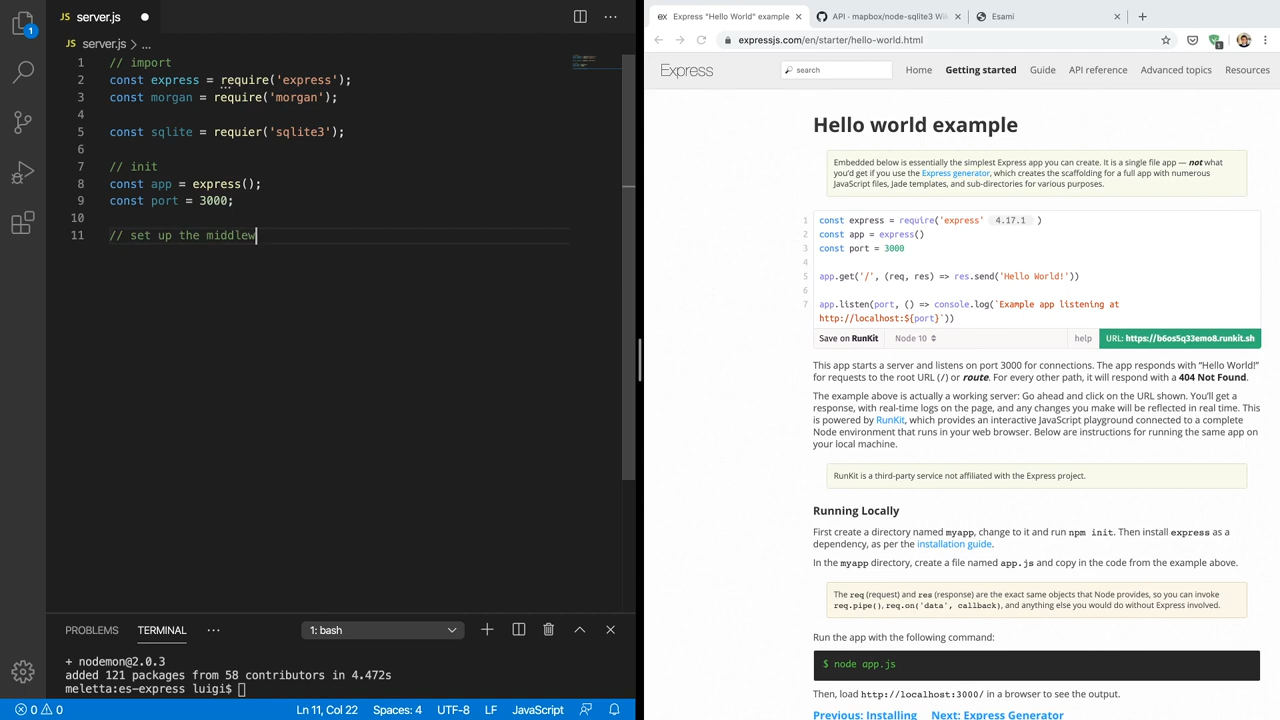 JS server.js
JS server.js > ...
1 // import
2 const express = require('express');
3 const morgan = require('morgan');
4
5 const sqlite = requier('sqlite3');
6
7 // init
8 const app = express();
9 const port = 3000;
10
11 // set up the middlew
PROBLEMS TERMINAL ··· 1: bash
+ nodemon@2.0.3
added 121 packages from 58 contributors in 4.472s
meletta:es-express luigi$
0 0 Ln 11, Col 22 Spaces: 4 UTF-8 LF JavaScript
1
ex Express "Hello World" example
API - mapbox/node-sqlite3 Wik
Esami
expressjs.com/en/starter/hello-world.html
1
Express
search
Home Getting started Guide API reference Advanced topics Resources
Hello world example
Embedded below is essentially the simplest Express app you can create. It is a single file app — not what
you'd get if you use the Express generator, which creates the scaffolding for a full app with numerous
JavaScript files, Jade templates, and sub-directories for various purposes.
1 const express = require('express' 4.17.1 )
2 const app = express()
3 const port = 3000
4
5 app.get('/', (req, res) => res.send('Hello World!'))
6
7 app.listen(port, () => console.log(`Example app listening at
http://localhost:${port}`))
Save on RunKit Node 10 help URL: https://b6os5q33emo8.runkit.sh
This app starts a server and listens on port 3000 for connections. The app responds with “Hello World!”
for requests to the root URL (/) or route. For every other path, it will respond with a 404 Not Found.
The example above is actually a working server: Go ahead and click on the URL shown. You'll get a
response, with real-time logs on the page, and any changes you make will be reflected in real time. This
is powered by RunKit, which provides an interactive JavaScript playground connected to a complete
Node environment that runs in your web browser. Below are instructions for running the same app on
your local machine.
RunKit is a third-party service not affiliated with the Express project.
Running Locally
First create a directory named myapp, change to it and run npm init. Then install express as a
dependency, as per the installation guide.
In the myapp directory, create a file named app.js and copy in the code from the example above.
The req (request) and res (response) are the exact same objects that Node provides, so you can invoke
req.pipe(), req.on('data', callback), and anything else you would do without Express involved.
Run the app with the following command:
$ node app.js
Then, load http://localhost:3000/ in a browser to see the output.
Previous: Installing Next: Express Generator